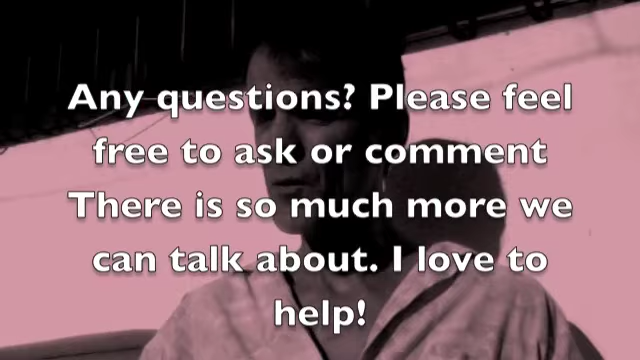 Any questions? Please feel
free to ask or comment
There is so much more we
can talk about. I love to
help!